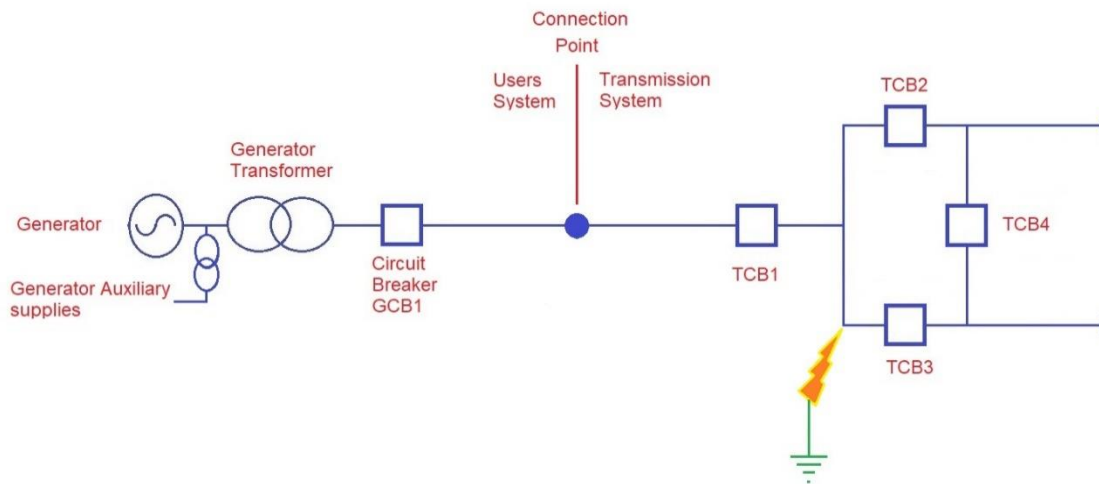 Connection
Point
Users
System
Transmission
System
TCB2
Generator
Transformer
Generator
TCB4
TCB1
Circuit
Breaker
GCB1
Generator Auxiliary
supplies
TCB3